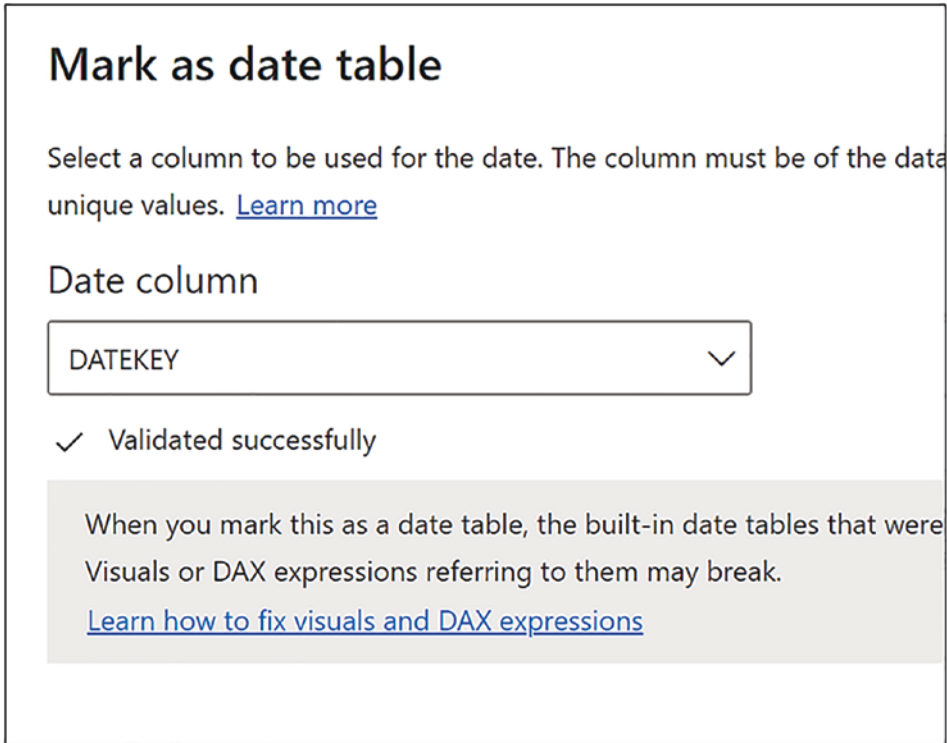 Mark as date table
Select a column to be used for the date. The column must be of the data
unique values. Learn more
Date column
DATEKEY
Validated successfully
When you mark this as a date table, the built-in date tables that were
Visuals or DAX expressions referring to them may break.
Learn how to fix visuals and DAX expressions